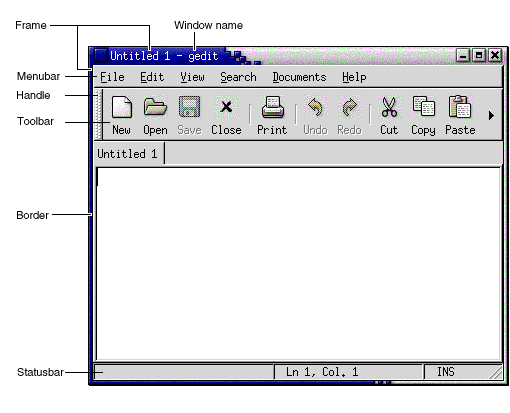 Frame
Window name
Untitled 1 - gedit
Menubar
File Edit View Search Documents Help
Handle
Toolbar
New Open Save Close Print Undo Redo Cut Copy Paste
Untitled 1
Border
Statusbar
Ln 1, Col. 1
INS